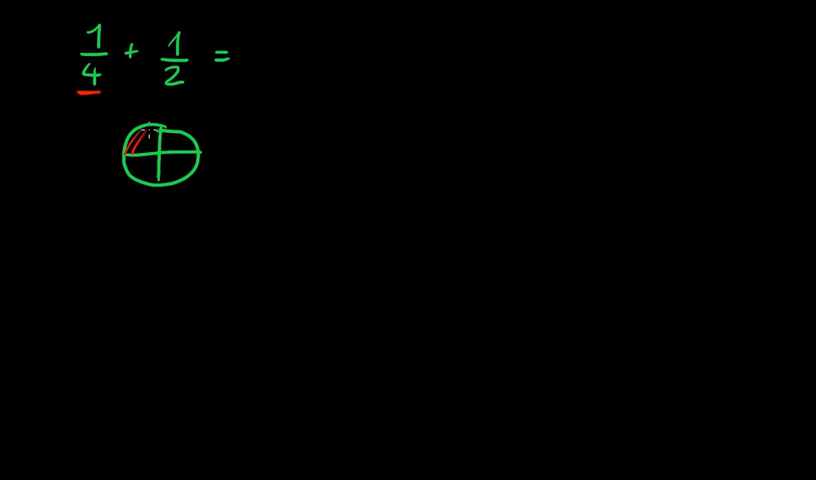 1/4 + 1/2 =